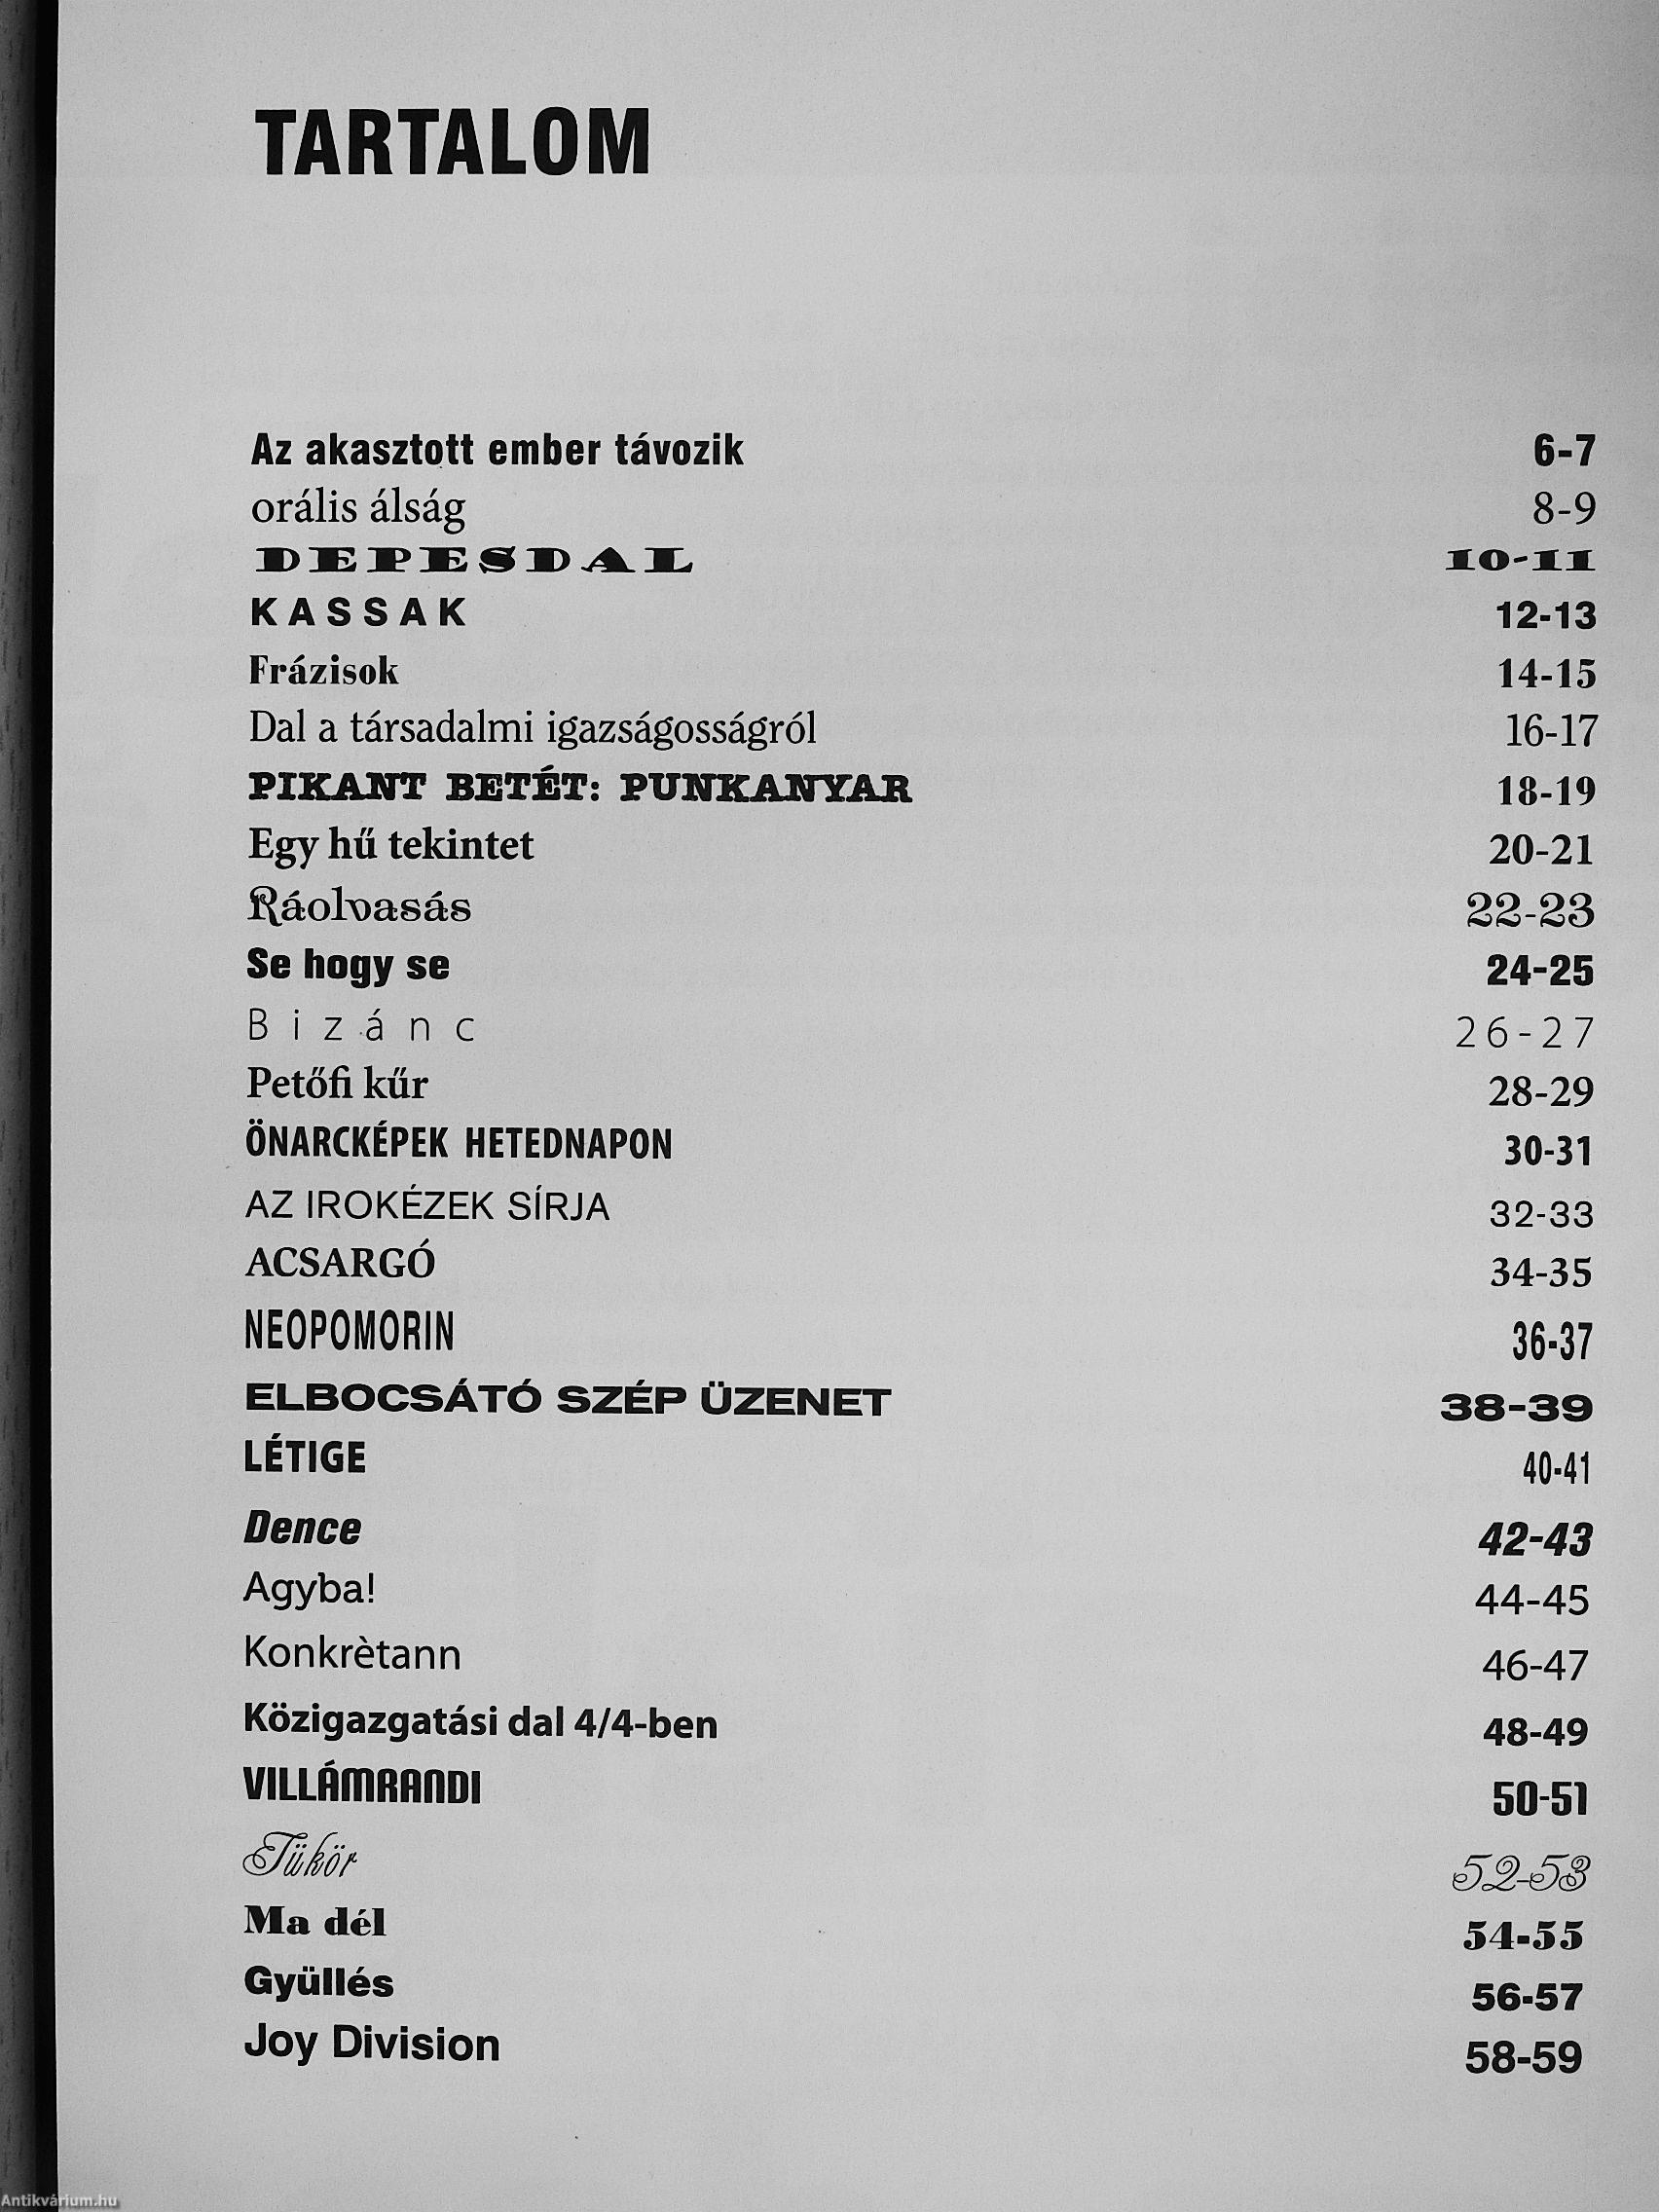 TARTALOM
Az akasztott ember távozik 6-7
orális álság 8-9
DEPESDAL 10-11
KASSAK 12-13
Frázisok 14-15
Dal a társadalmi igazságosságról 16-17
PIKANT BETÉT: PUNKANYAR 18-19
Egy hű tekintet 20-21
Ráolvasás 22-23
Se hogy se 24-25
Bizánc 26-27
Petőfi kűr 28-29
ÖNARCKÉPEK HETEDNAPON 30-31
AZ IROKÉZEK SÍRJA 32-33
ACSARGÓ 34-35
NEOPOMORIN 36-37
ELBOCSÁTÓ SZÉP ÜZENET 38-39
LÉTIGE 40-41
Dence 42-43
Agyba! 44-45
Konkrètann 46-47
Közigazgatási dal 4/4-ben 48-49
VILLÁMRANDI 50-51
Tükör 52-53
Ma dél 54-55
Gyüllés 56-57
Joy Division 58-59
Antikvárium.hu